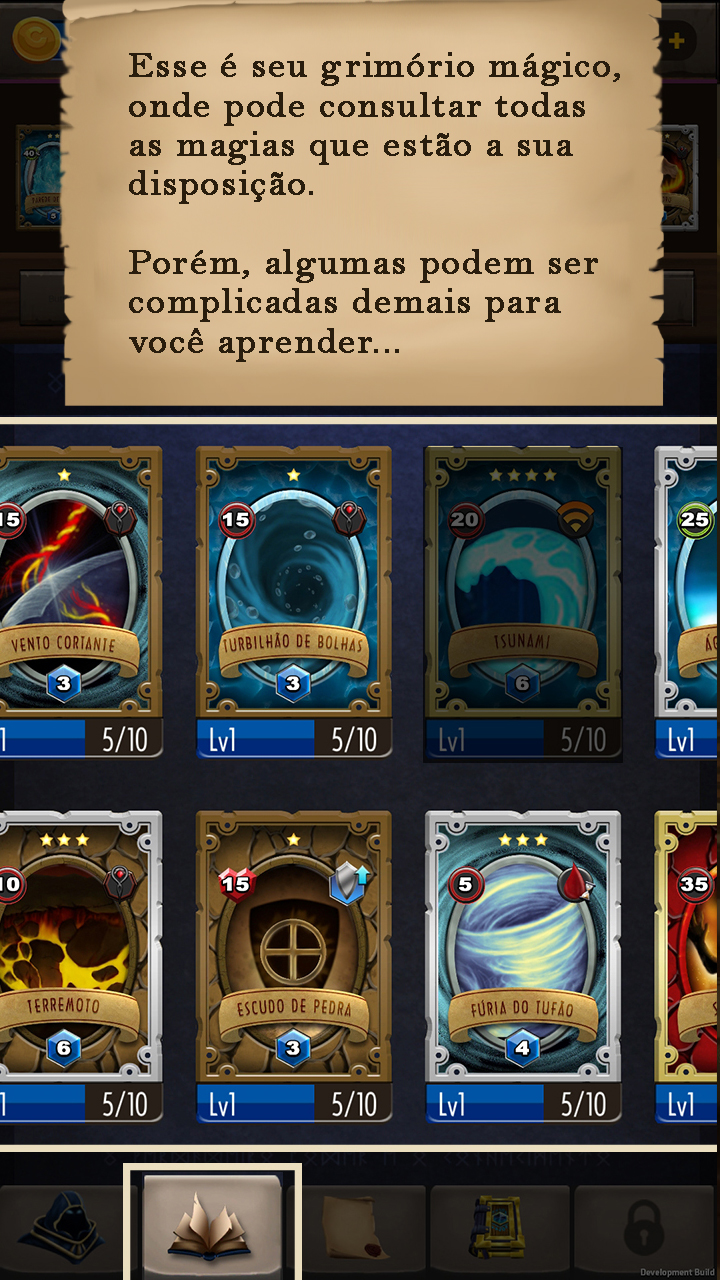 Esse é seu grimório mágico,
onde pode consultar todas
as magias que estão a sua
disposição.
Porém, algumas podem ser
complicadas demais para
você aprender...
40
5
15
VENTO CORTANTE
3
5/10
15
TURBILHÃO DE BOLHAS
3
Lv1 5/10
20
TSUNAMI
6
Lv1 5/10
25
Lv1
10
TERREMOTO
6
5/10
15
ESCUDO DE PEDRA
3
Lv1 5/10
5
FÚRIA DO TUFÃO
4
Lv1 5/10
35
Lv1
Development Build